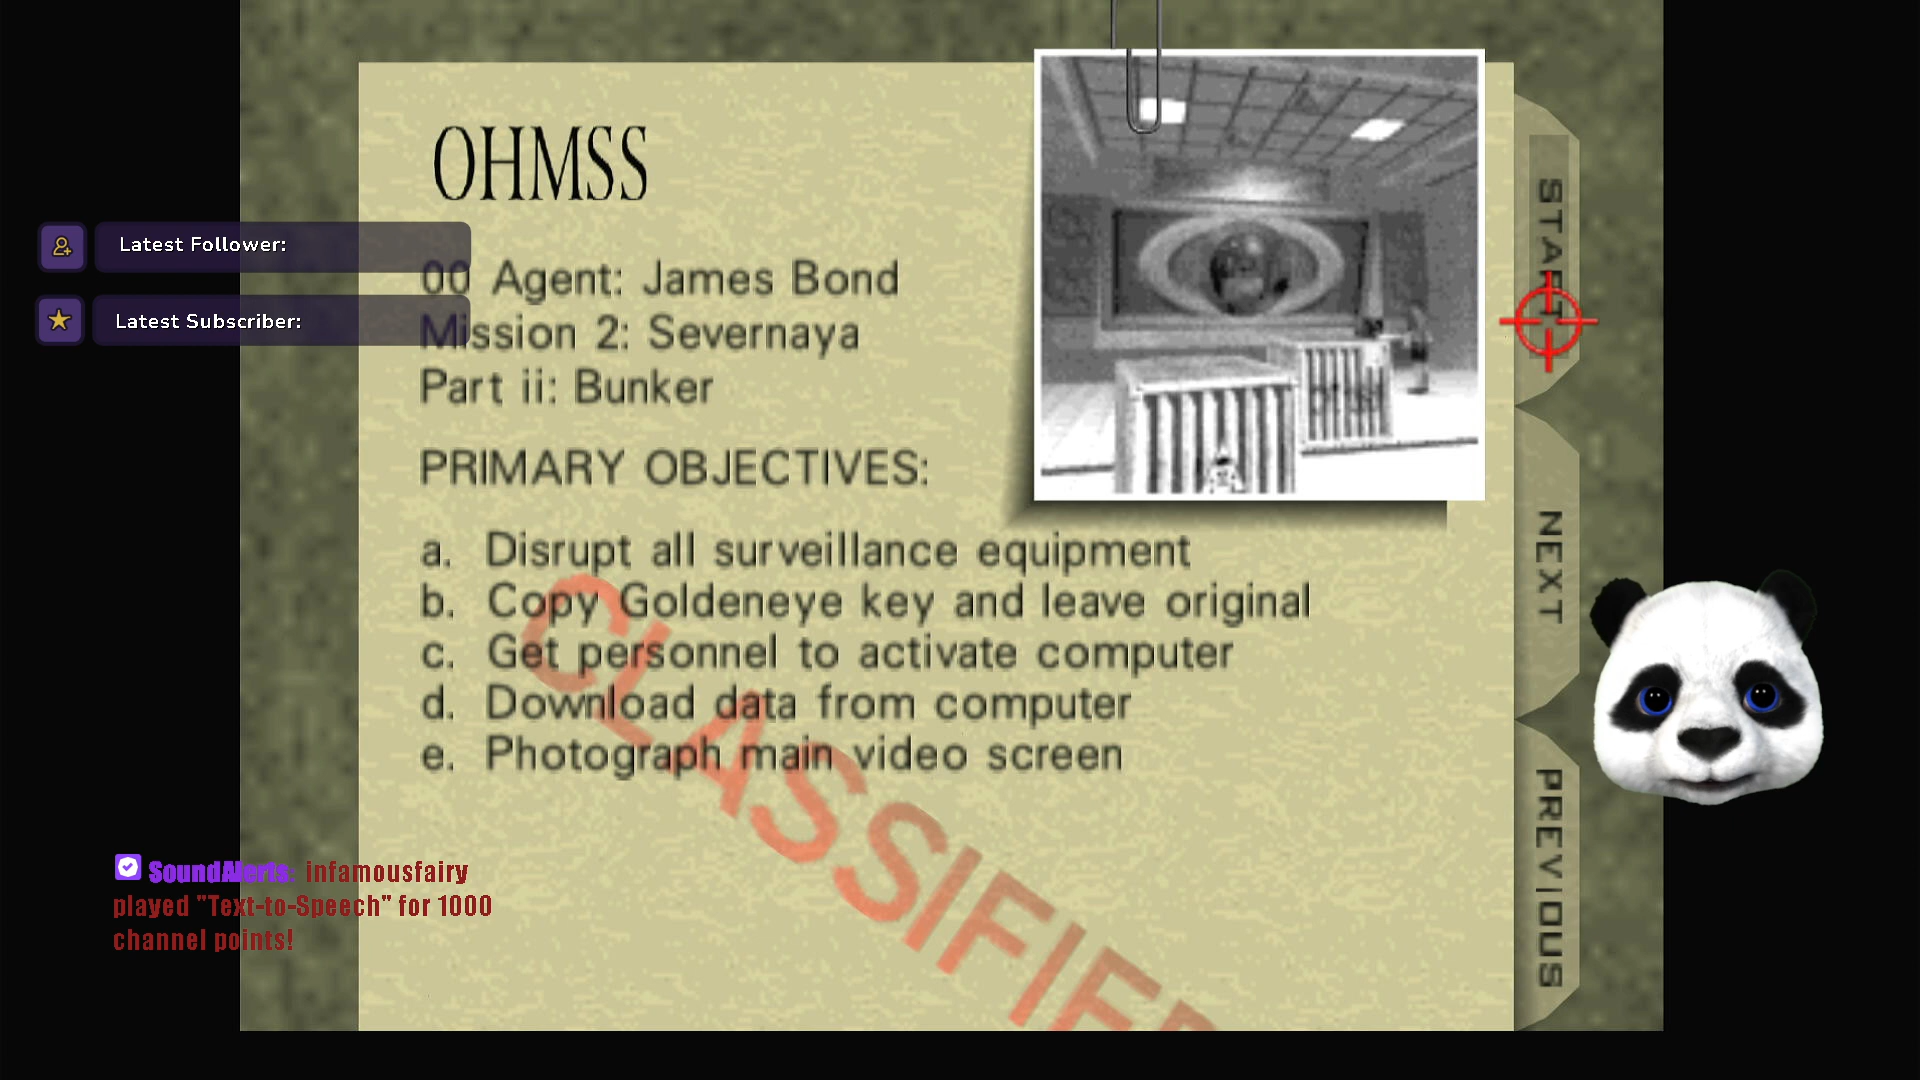 OHMSS
Latest Follower:
00 Agent: James Bond
Latest Subscriber:
Mission 2: Severnaya
Part ii: Bunker
PRIMARY OBJECTIVES:
a. Disrupt all surveillance equipment
b. Copy Goldeneye key and leave original
c. Get personnel to activate computer
d. Download data from computer
e. Photograph main video screen
CLASSIFIED
START
NEXT
PREVIOUS
SoundAlerts: infamousfairy
played "Text-to-Speech" for 1000
channel points!